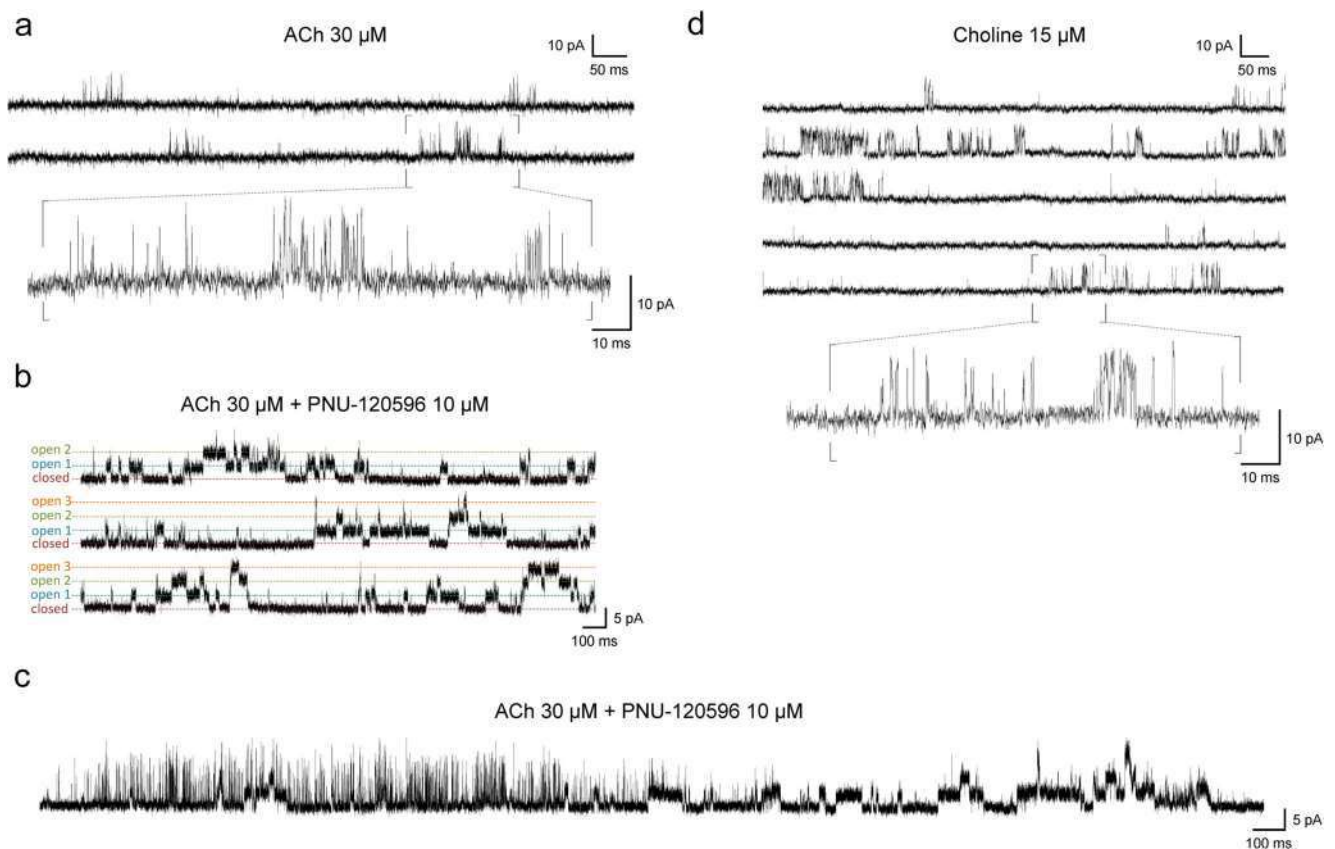 a
ACh 30 µM
10 pA
50 ms
10 pA
10 ms
b
ACh 30 µM + PNU-120596 10 µM
open 2
open 1
closed
open 3
open 2
open 1
closed
open 3
open 2
open 1
closed
5 pA
100 ms
c
ACh 30 µM + PNU-120596 10 µM
5 pA
100 ms
d
Choline 15 µM
10 pA
50 ms
10 pA
10 ms